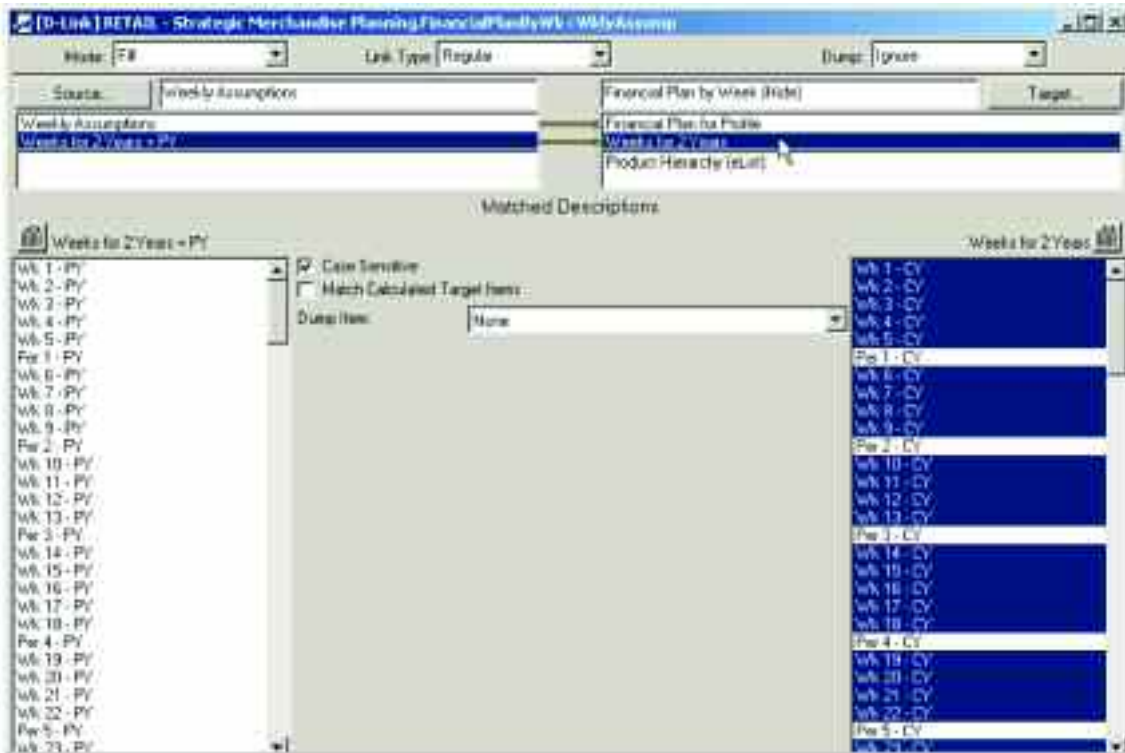 [D-Link] RETAIL - Strategic Merchandise Planning.FinancialPlanByWk : WklyAssump
Mode: Fill Link Type: Regular Dump: Ignore
Source... Weekly Assumptions Financial Plan by Week (Hide) Target...
Weekly Assumptions Financial Plan for Profile
Weeks for 2 Years + PY Weeks for 2 Years
Product Hierarchy (eList)
Matched Descriptions
Weeks for 2 Years + PY Weeks for 2 Years
Wk 1 - PY Case Sensitive Wk 1 - CY
Wk 2 - PY Match Calculated Target Items Wk 2 - CY
Wk 3 - PY Wk 3 - CY
Wk 4 - PY Dump Item: None Wk 4 - CY
Wk 5 - PY Wk 5 - CY
Per 1 - PY Per 1 - CY
Wk 6 - PY Wk 6 - CY
Wk 7 - PY Wk 7 - CY
Wk 8 - PY Wk 8 - CY
Wk 9 - PY Wk 9 - CY
Per 2 - PY Per 2 - CY
Wk 10 - PY Wk 10 - CY
Wk 11 - PY Wk 11 - CY
Wk 12 - PY Wk 12 - CY
Wk 13 - PY Wk 13 - CY
Per 3 - PY Per 3 - CY
Wk 14 - PY Wk 14 - CY
Wk 15 - PY Wk 15 - CY
Wk 16 - PY Wk 16 - CY
Wk 17 - PY Wk 17 - CY
Wk 18 - PY Wk 18 - CY
Per 4 - PY Per 4 - CY
Wk 19 - PY Wk 19 - CY
Wk 20 - PY Wk 20 - CY
Wk 21 - PY Wk 21 - CY
Wk 22 - PY Wk 22 - CY
Per 5 - PY Per 5 - CY
Wk 23 - PY Wk 23 - CY